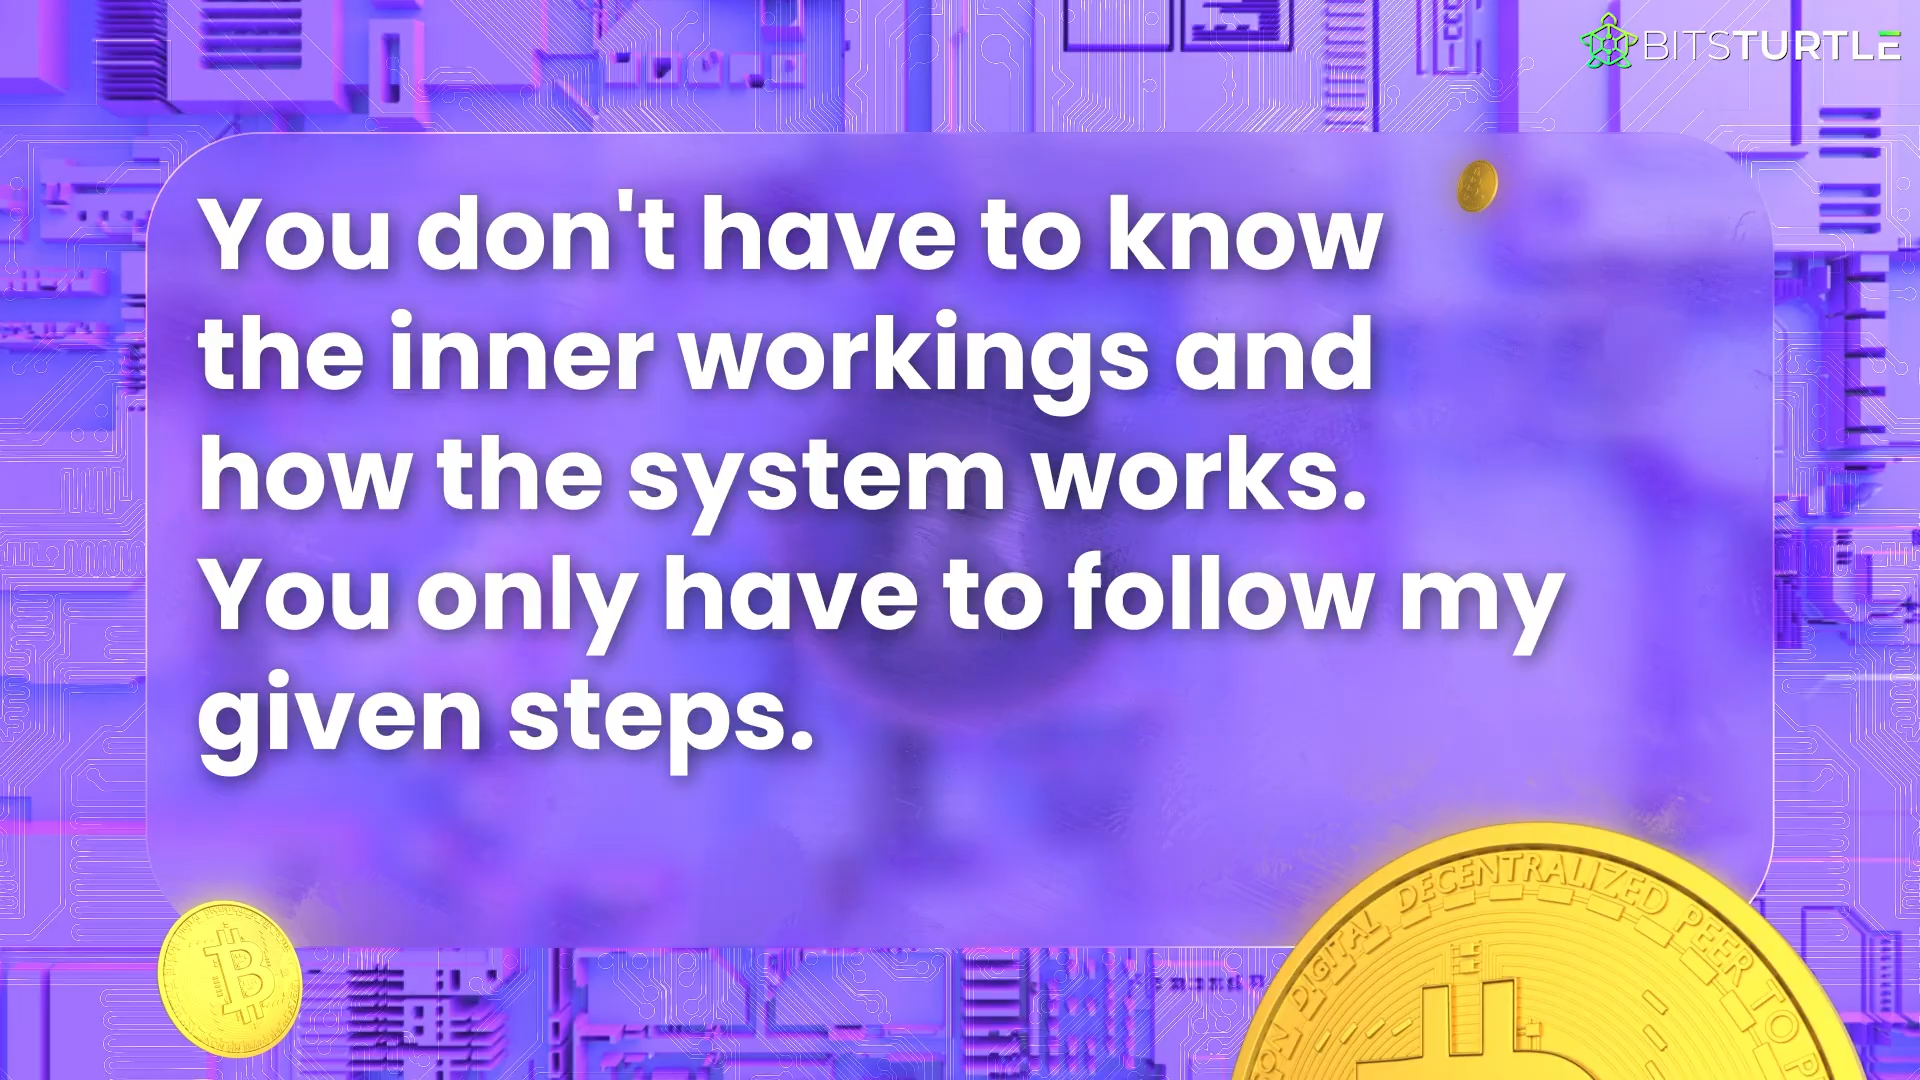 BITSTURTLE
You don't have to know
the inner workings and
how the system works.
You only have to follow my
given steps.
DIGITAL DECENTRALIZED PEER TO